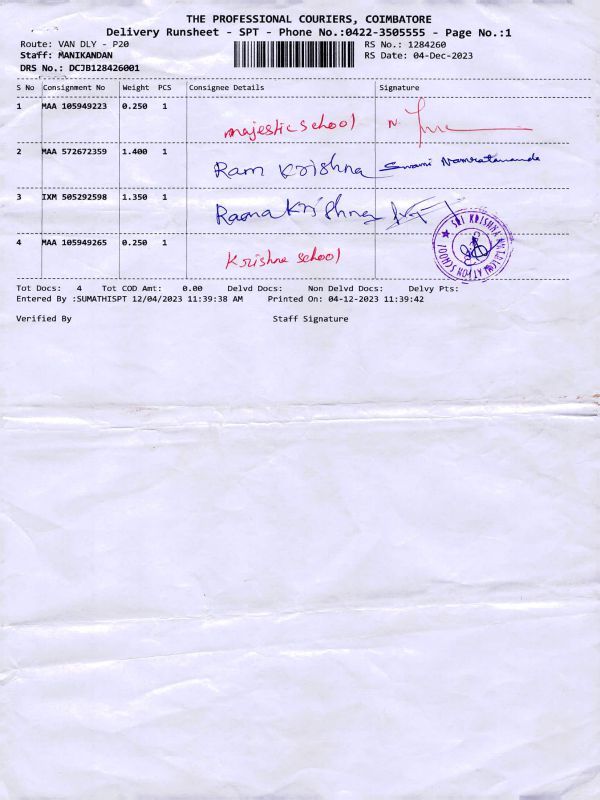 THE PROFESSIONAL COURIERS, COIMBATORE
Delivery Runsheet - SPT - Phone No.:0422-3505555 - Page No.:1
Route: VAN DLY - P20 RS No.: 1284260
Staff: MANIKANDAN RS Date: 04-Dec-2023
DRS No.: DCJB128426001
S No Consignment No Weight PCS Consignee Details Signature
1 MAA 105949223 0.250 1
majestic school N.
2 MAA 572672359 1.400 1
Ram Krishna Swami Namratananda
3 IXM 505292598 1.350 1
Rama Krishna
4 MAA 105949265 0.250 1
Krishna school
SRI KRISHNA
SCHOOL
Tot Docs: 4 Tot COD Amt: 0.00 Delvd Docs: Non Delvd Docs: Delvy Pts:
Entered By :SUMATHISPT 12/04/2023 11:39:38 AM Printed On: 04-12-2023 11:39:42
Verified By Staff Signature